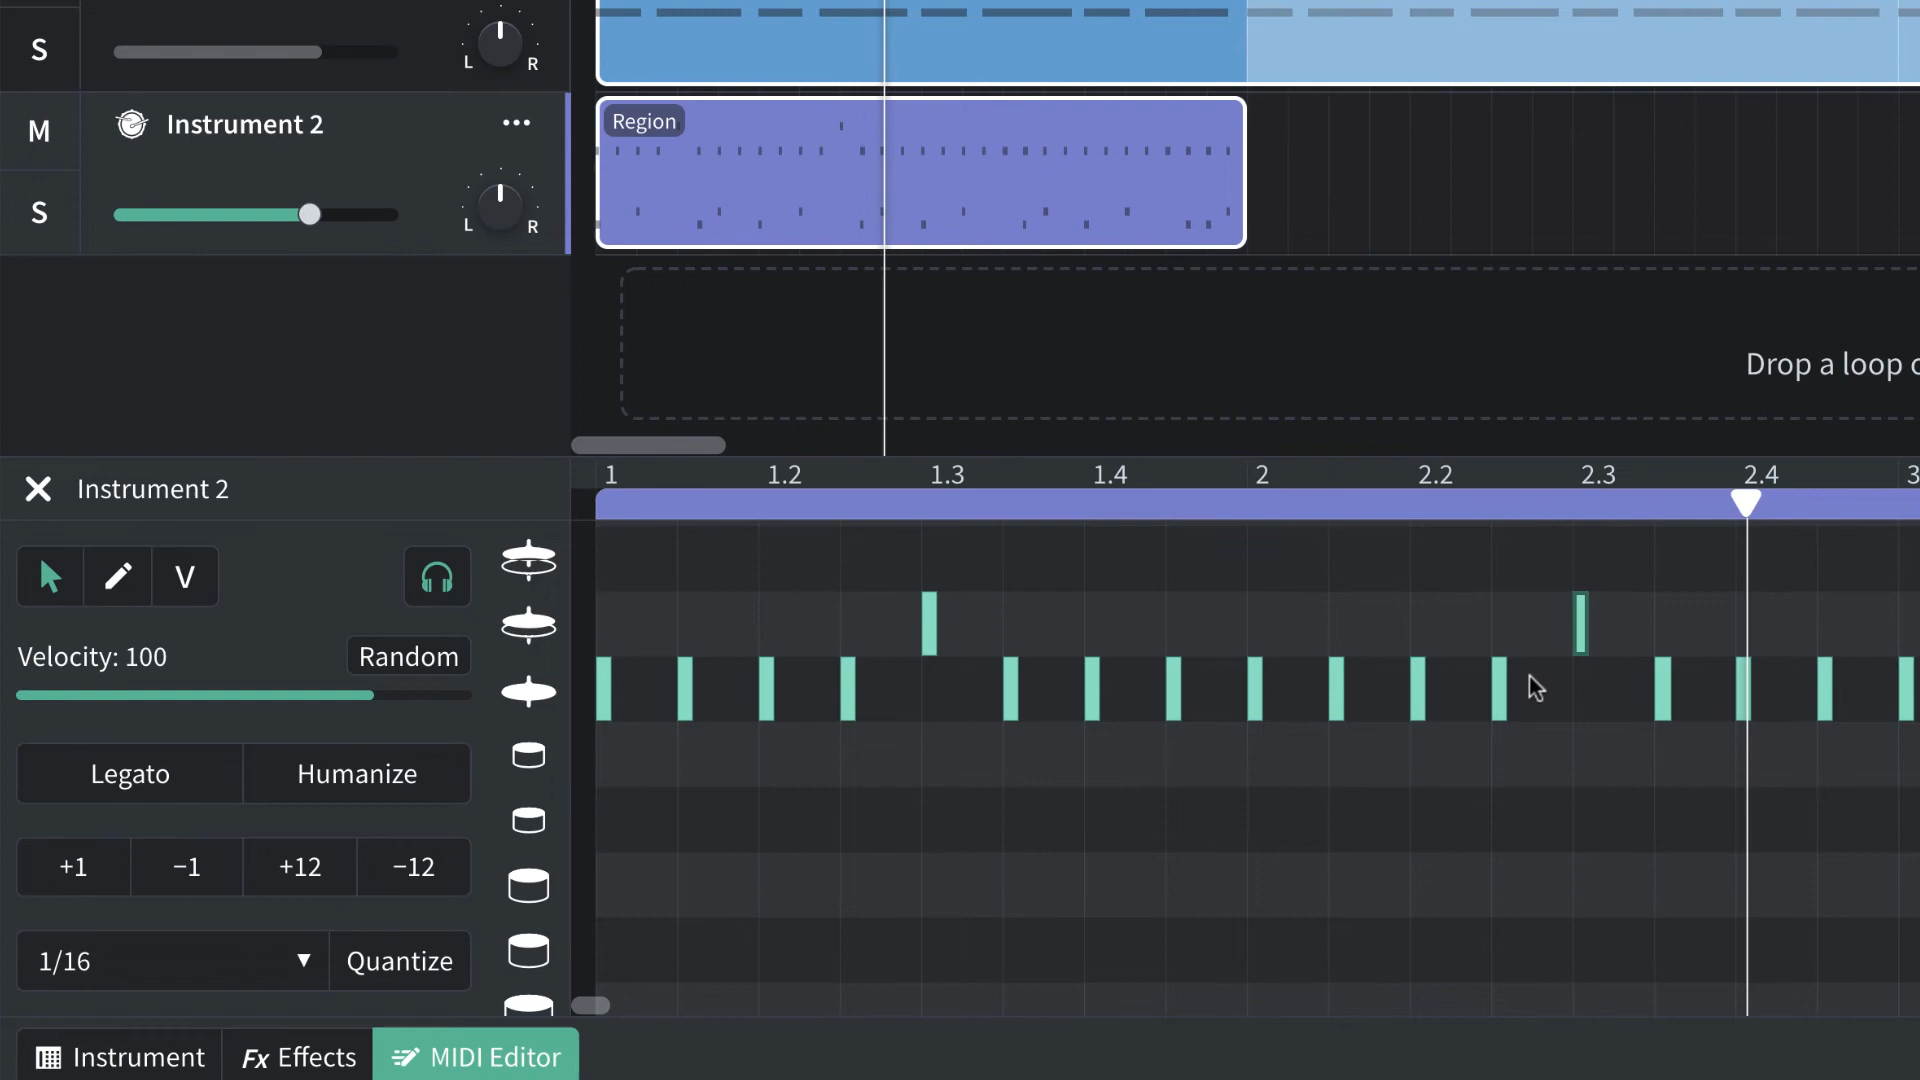 S
L R
M
Instrument 2
Region
S
L R
Drop a loop
1 1.2 1.3 1.4 2 2.2 2.3 2.4 3
Instrument 2
V
Velocity: 100
Random
Legato
Humanize
+1 −1 +12 −12
1/16 ▼
Quantize
Instrument
Fx Effects
MIDI Editor